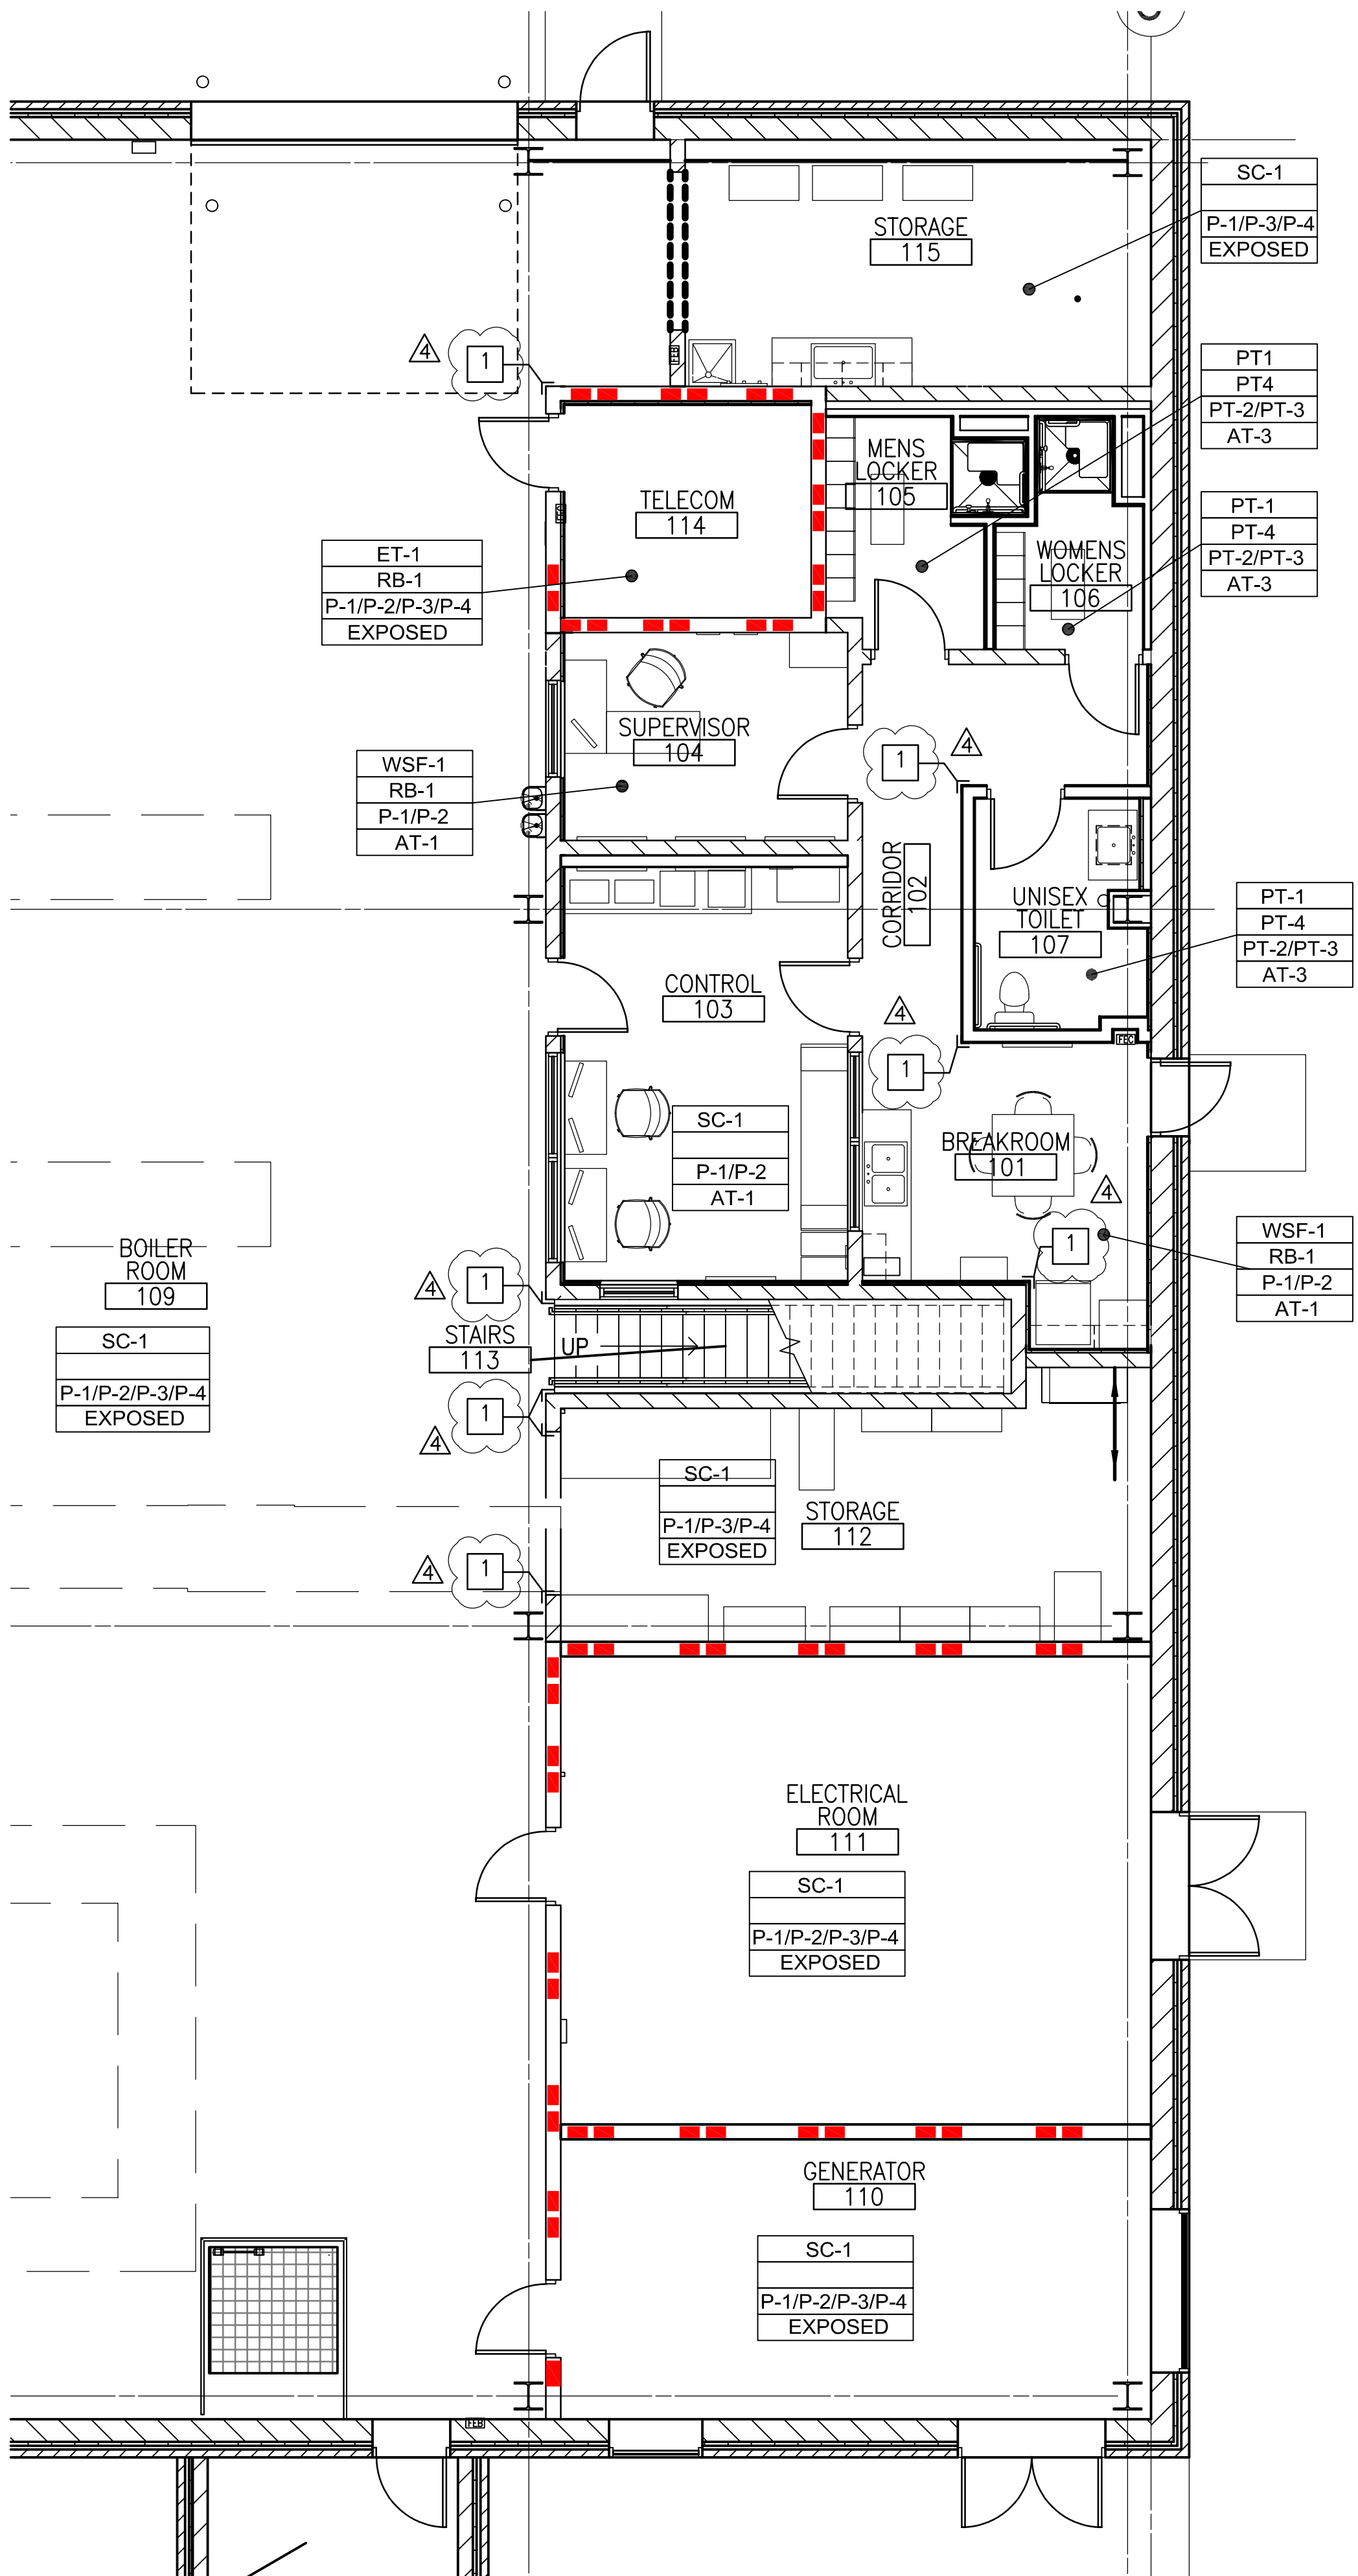 STORAGE
115
SC-1
P-1/P-3/P-4
EXPOSED
4
1
FEB
PT1
PT4
PT-2/PT-3
AT-3
MENS
LOCKER
105
TELECOM
114
PT-1
PT-4
PT-2/PT-3
AT-3
WOMENS
LOCKER
106
ET-1
RB-1
P-1/P-2/P-3/P-4
EXPOSED
SUPERVISOR
104
1
4
WSF-1
RB-1
P-1/P-2
AT-1
CORRIDOR
102
UNISEX
TOILET
107
PT-1
PT-4
PT-2/PT-3
AT-3
CONTROL
103
4
1
FEC
SC-1
P-1/P-2
AT-1
BREAKROOM
101
4
1
WSF-1
RB-1
P-1/P-2
AT-1
BOILER
ROOM
109
SC-1
P-1/P-2/P-3/P-4
EXPOSED
4
1
STAIRS
113
UP
1
4
SC-1
P-1/P-3/P-4
EXPOSED
STORAGE
112
4
1
ELECTRICAL
ROOM
111
SC-1
P-1/P-2/P-3/P-4
EXPOSED
GENERATOR
110
SC-1
P-1/P-2/P-3/P-4
EXPOSED
FEB